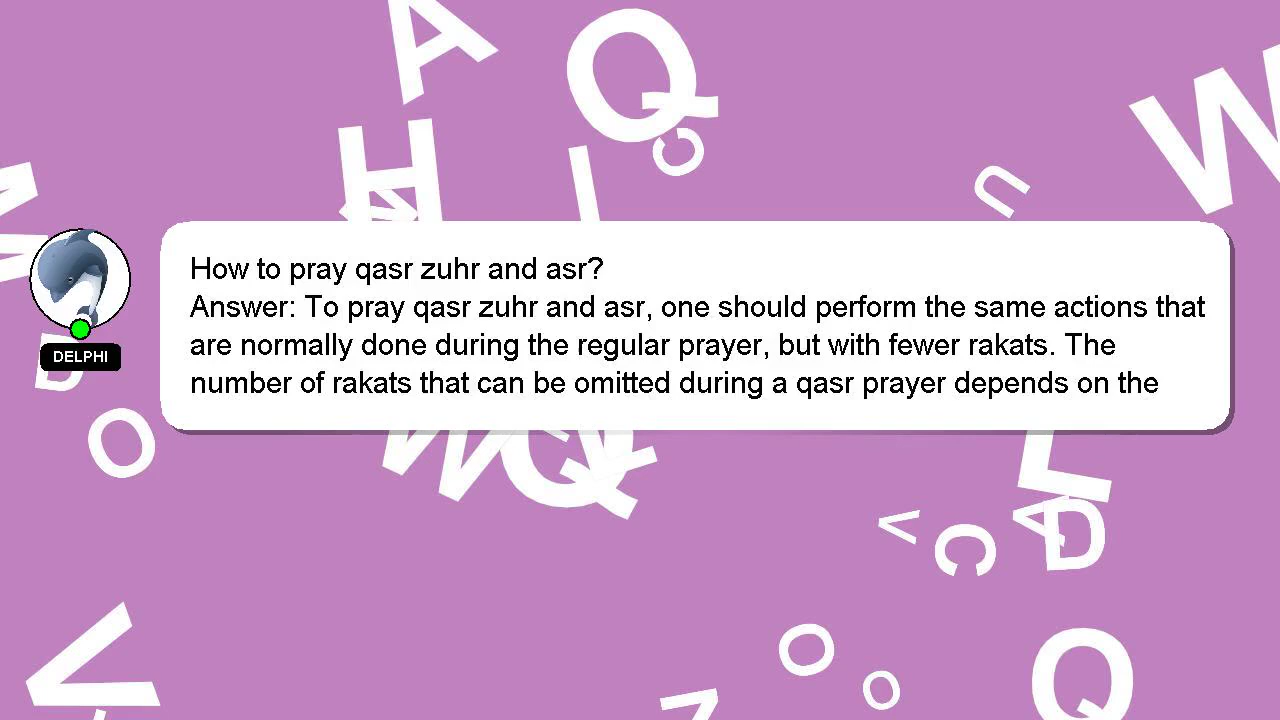 How to pray qasr zuhr and asr?
Answer: To pray qasr zuhr and asr, one should perform the same actions that
are normally done during the regular prayer, but with fewer rakats. The
number of rakats that can be omitted during a qasr prayer depends on the
DELPHI